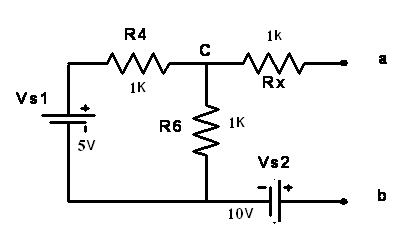 R4
C
1k
a
1K
Rx
Vs1
+
-
5V
R6
1K
Vs2
- +
b
10V